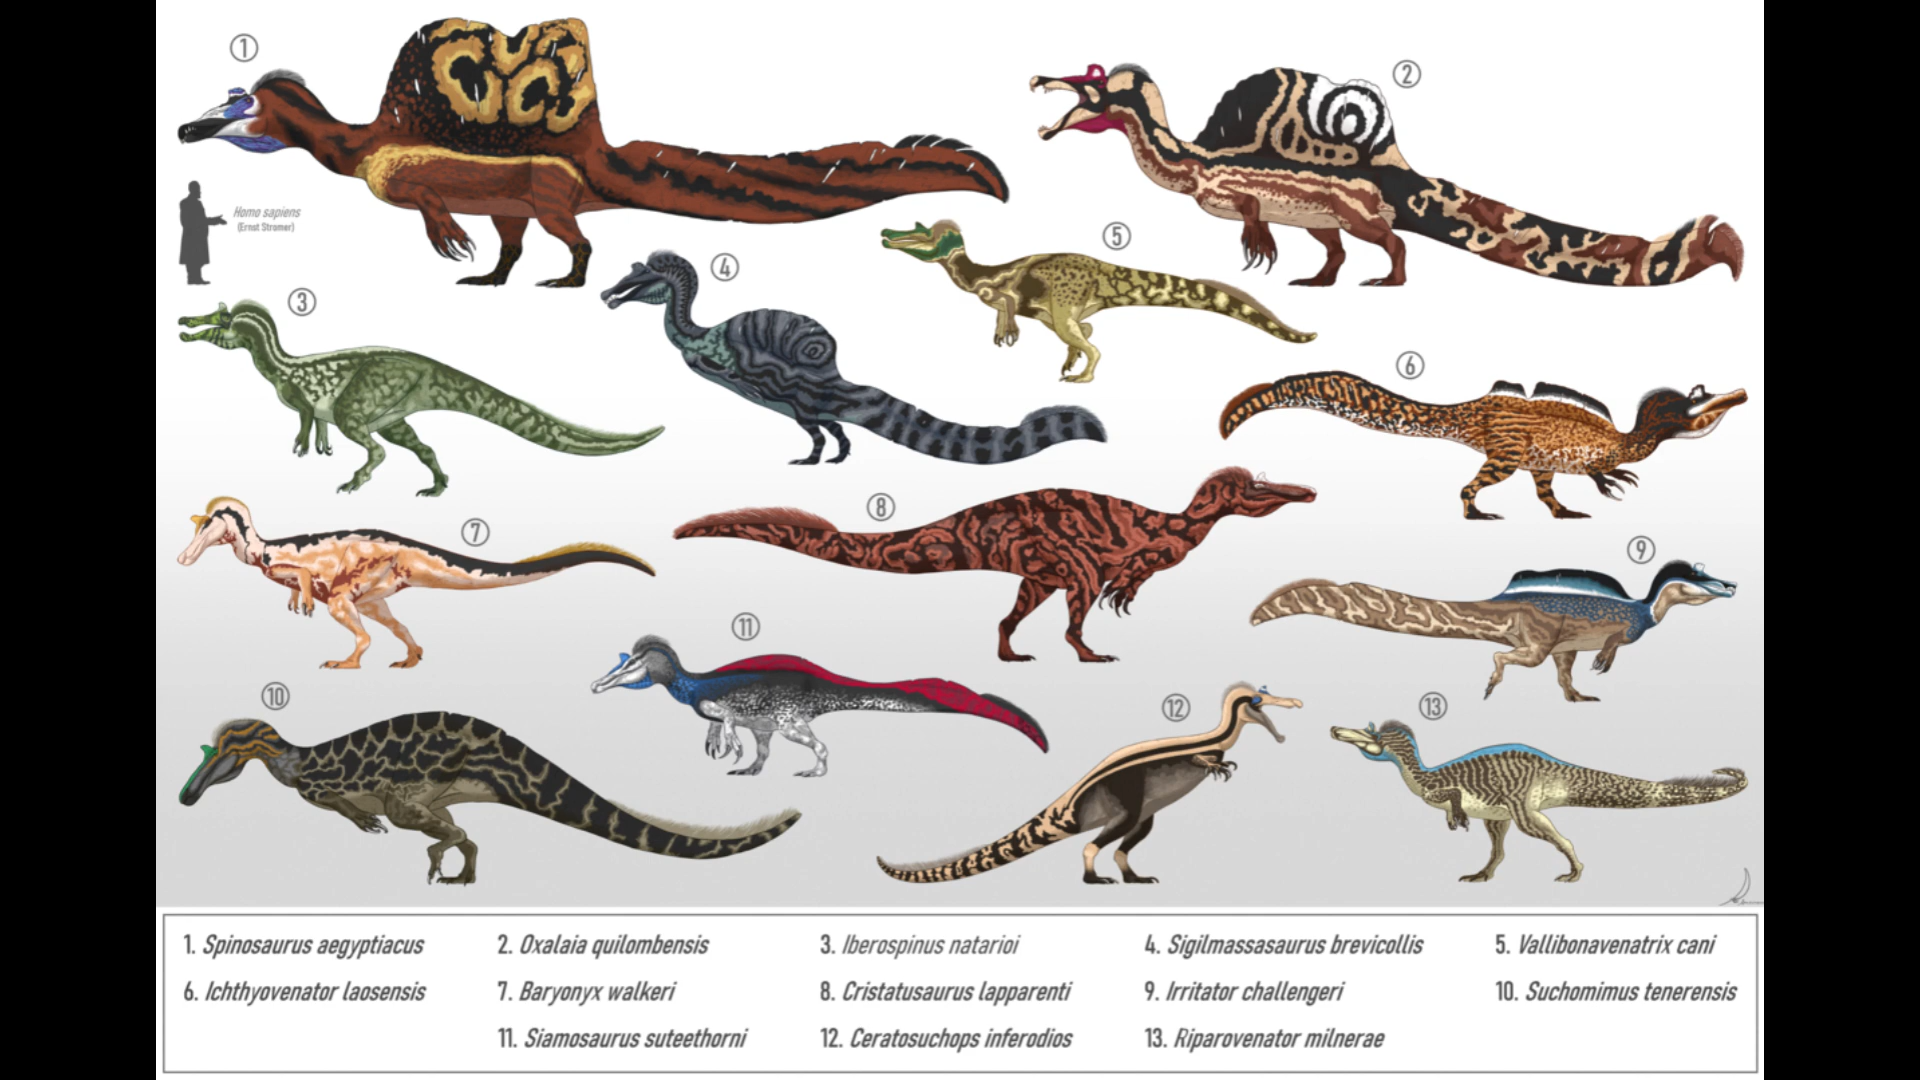 ①
②
Homo sapiens
(Ernst Stromer)
⑤
④
③
⑥
⑧
⑦
⑨
⑪
⑩
⑫
⑬
1. Spinosaurus aegyptiacus
2. Oxalaia quilombensis
3. Iberospinus natarioi
4. Sigilmassasaurus brevicollis
5. Vallibonavenatrix cani
6. Ichthyovenator laosensis
7. Baryonyx walkeri
8. Cristatusaurus lapparenti
9. Irritator challengeri
10. Suchomimus tenerensis
11. Siamosaurus suteethorni
12. Ceratosuchops inferodios
13. Riparovenator milnerae